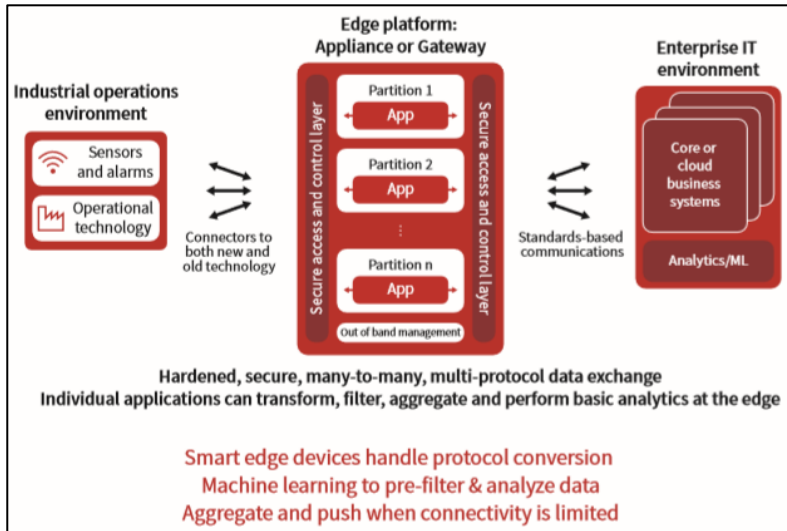 Edge platform:
Appliance or Gateway
Enterprise IT
environment
Industrial operations
environment
Sensors
and alarms
Operational
technology
Connectors to
both new and
old technology
Secure access and control layer
Partition 1
App
Partition 2
App
...
Partition n
App
Out of band management
Secure access and control layer
Standards-based
communications
Core or
cloud
business
systems
Analytics/ML
Hardened, secure, many-to-many, multi-protocol data exchange
Individual applications can transform, filter, aggregate and perform basic analytics at the edge
Smart edge devices handle protocol conversion
Machine learning to pre-filter & analyze data
Aggregate and push when connectivity is limited